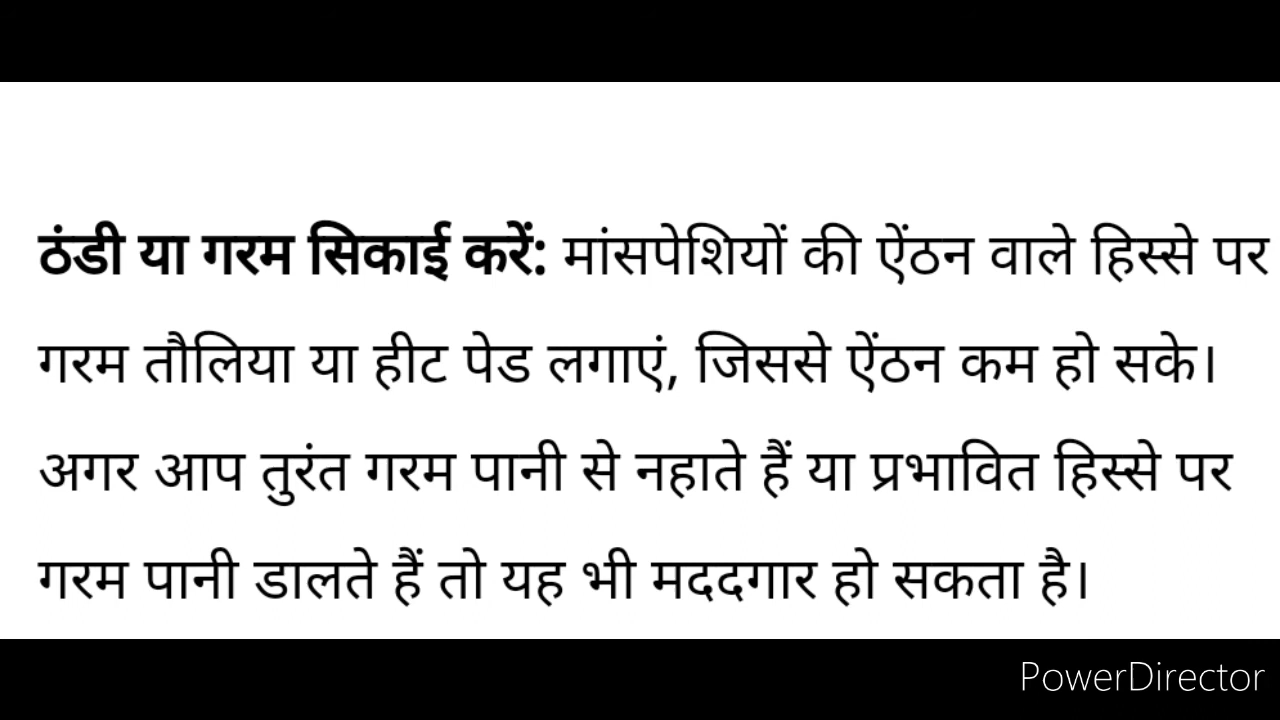 ठंडी या गरम सिकाई करें: मांसपेशियों की ऐंठन वाले हिस्से पर
गरम तौलिया या हीट पेड लगाएं, जिससे ऐंठन कम हो सके।
अगर आप तुरंत गरम पानी से नहाते हैं या प्रभावित हिस्से पर
गरम पानी डालते हैं तो यह भी मददगार हो सकता है।
PowerDirector